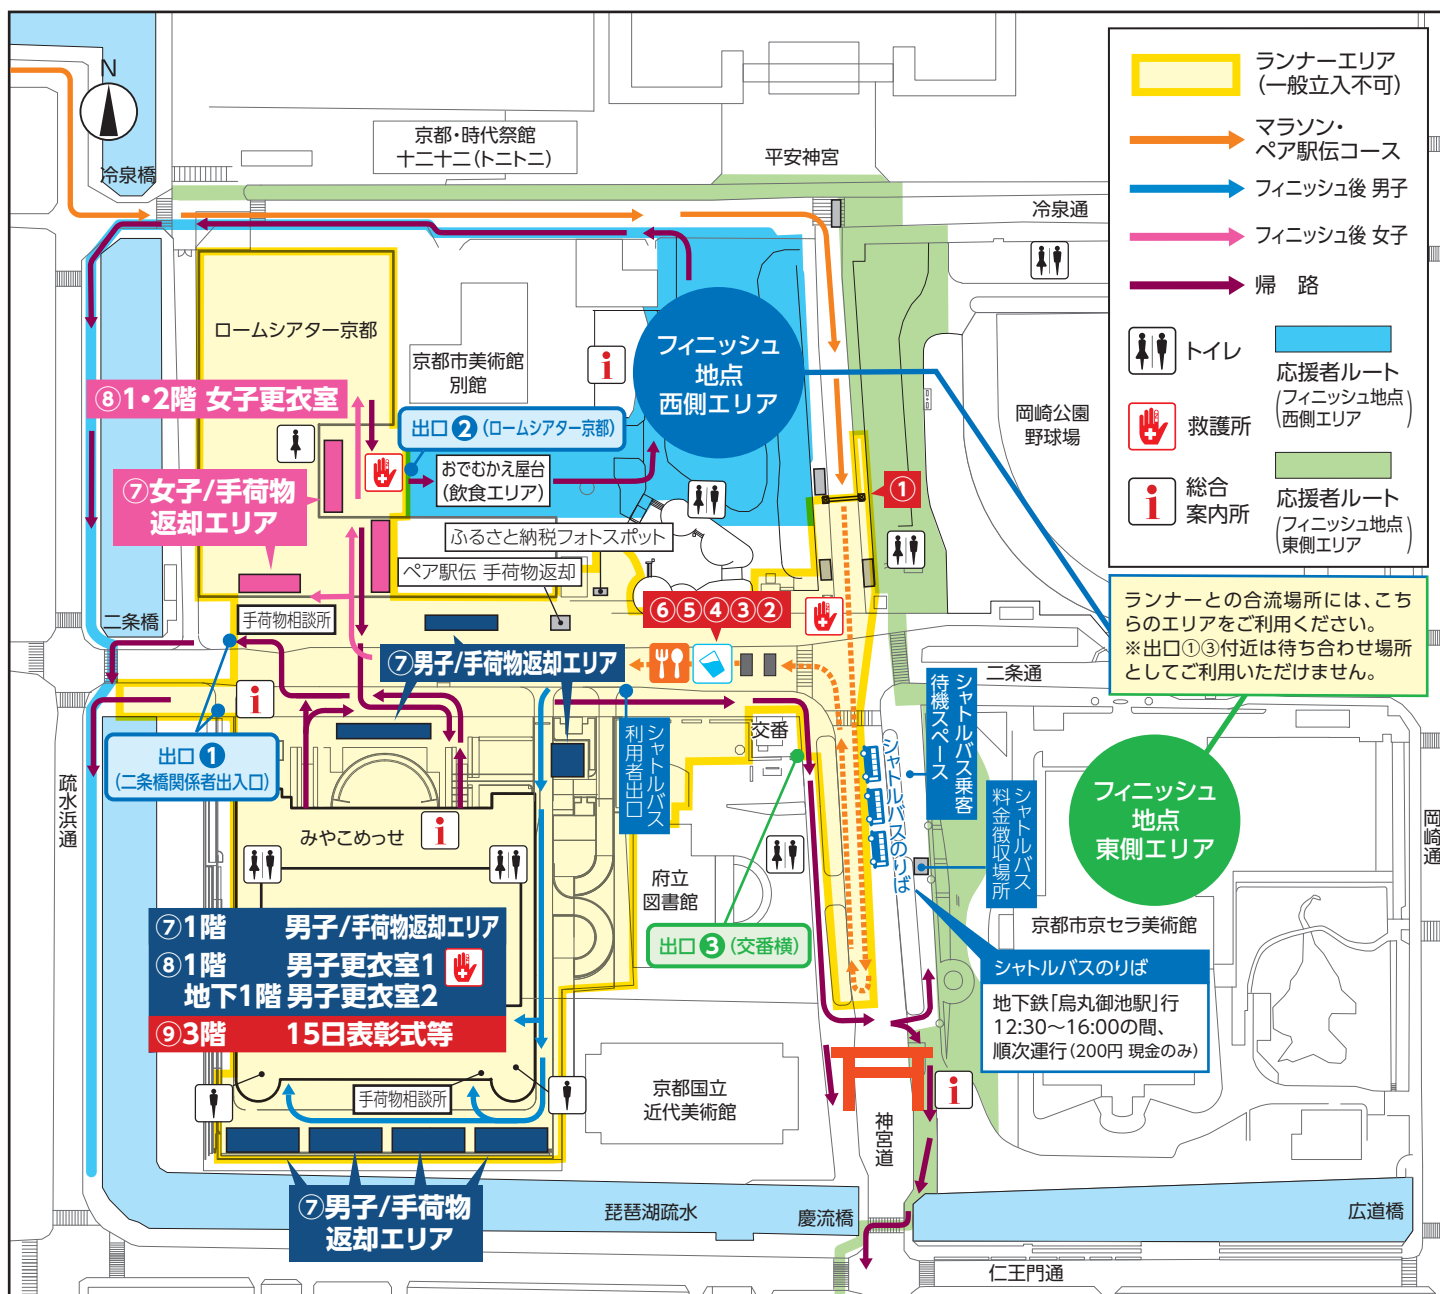 N
冷泉橋
京都・時代祭館
十二十二(トニトニ)
平安神宮
冷泉通
ランナーエリア
(一般立入不可)
マラソン・
ペア駅伝コース
フィニッシュ後 男子
フィニッシュ後 女子
帰　路
トイレ
救護所
総合
案内所
応援者ルート
(フィニッシュ地点
西側エリア)
応援者ルート
(フィニッシュ地点
東側エリア)
ロームシアター京都
京都市美術館
別館
フィニッシュ
地点
西側エリア
岡崎公園
野球場
⑧1・2階 女子更衣室
出口❷(ロームシアター京都)
おでむかえ屋台
(飲食エリア)
⑦女子/手荷物
返却エリア
①
ふるさと納税フォトスポット
ペア駅伝 手荷物返却
⑥⑤④③②
手荷物相談所
二条橋
⑦男子/手荷物返却エリア
二条通
ランナーとの合流場所には、こち
らのエリアをご利用ください。
※出口①③付近は待ち合わせ場所
としてご利用いただけません。
出口❶
(二条橋関係者出入口)
疏水浜通
シャトルバス
利用者出口
交番
シャトルバスのりば
シャトルバス乗客
待機スペース
シャトルバス
料金徴収場所
フィニッシュ
地点
東側エリア
岡崎通
みやこめっせ
府立
図書館
出口❸(交番横)
京都市京セラ美術館
⑦1階 男子/手荷物返却エリア
⑧1階 男子更衣室1
地下1階 男子更衣室2
⑨3階 15日表彰式等
シャトルバスのりば
地下鉄「烏丸御池駅」行
12:30〜16:00の間、
順次運行(200円 現金のみ)
手荷物相談所
京都国立
近代美術館
神宮道
⑦男子/手荷物
返却エリア
琵琶湖疏水
慶流橋
広道橋
仁王門通